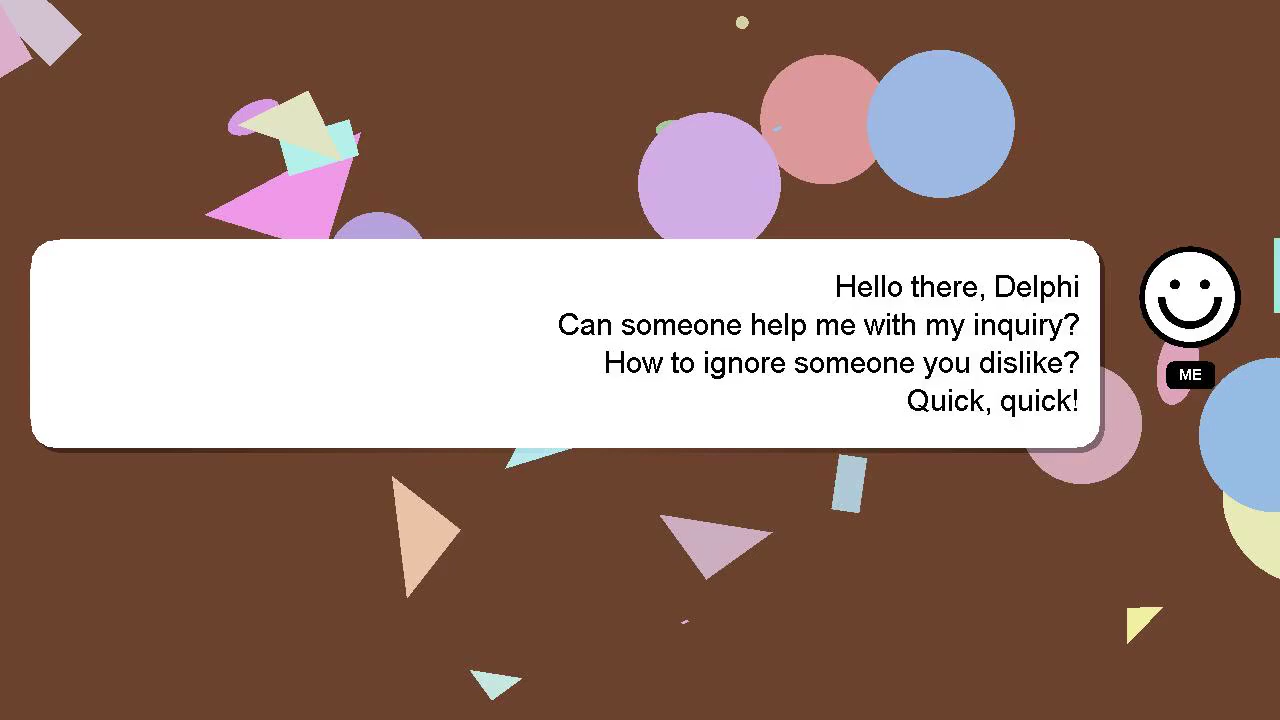 Hello there, Delphi
Can someone help me with my inquiry?
How to ignore someone you dislike?
Quick, quick!
ME